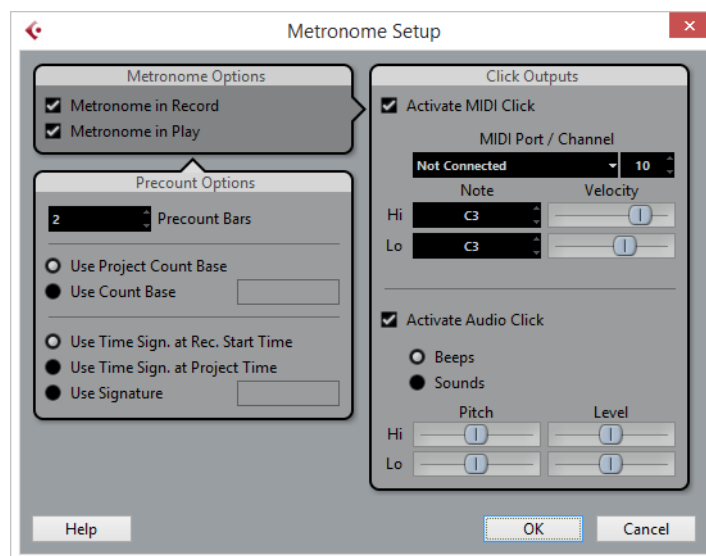 Metronome Setup
Metronome Options
Metronome in Record
Metronome in Play
Precount Options
2 Precount Bars
Use Project Count Base
Use Count Base
Use Time Sign. at Rec. Start Time
Use Time Sign. at Project Time
Use Signature
Click Outputs
Activate MIDI Click
MIDI Port / Channel
Not Connected 10
Note Velocity
Hi C3
Lo C3
Activate Audio Click
Beeps
Sounds
Pitch Level
Hi
Lo
Help OK Cancel